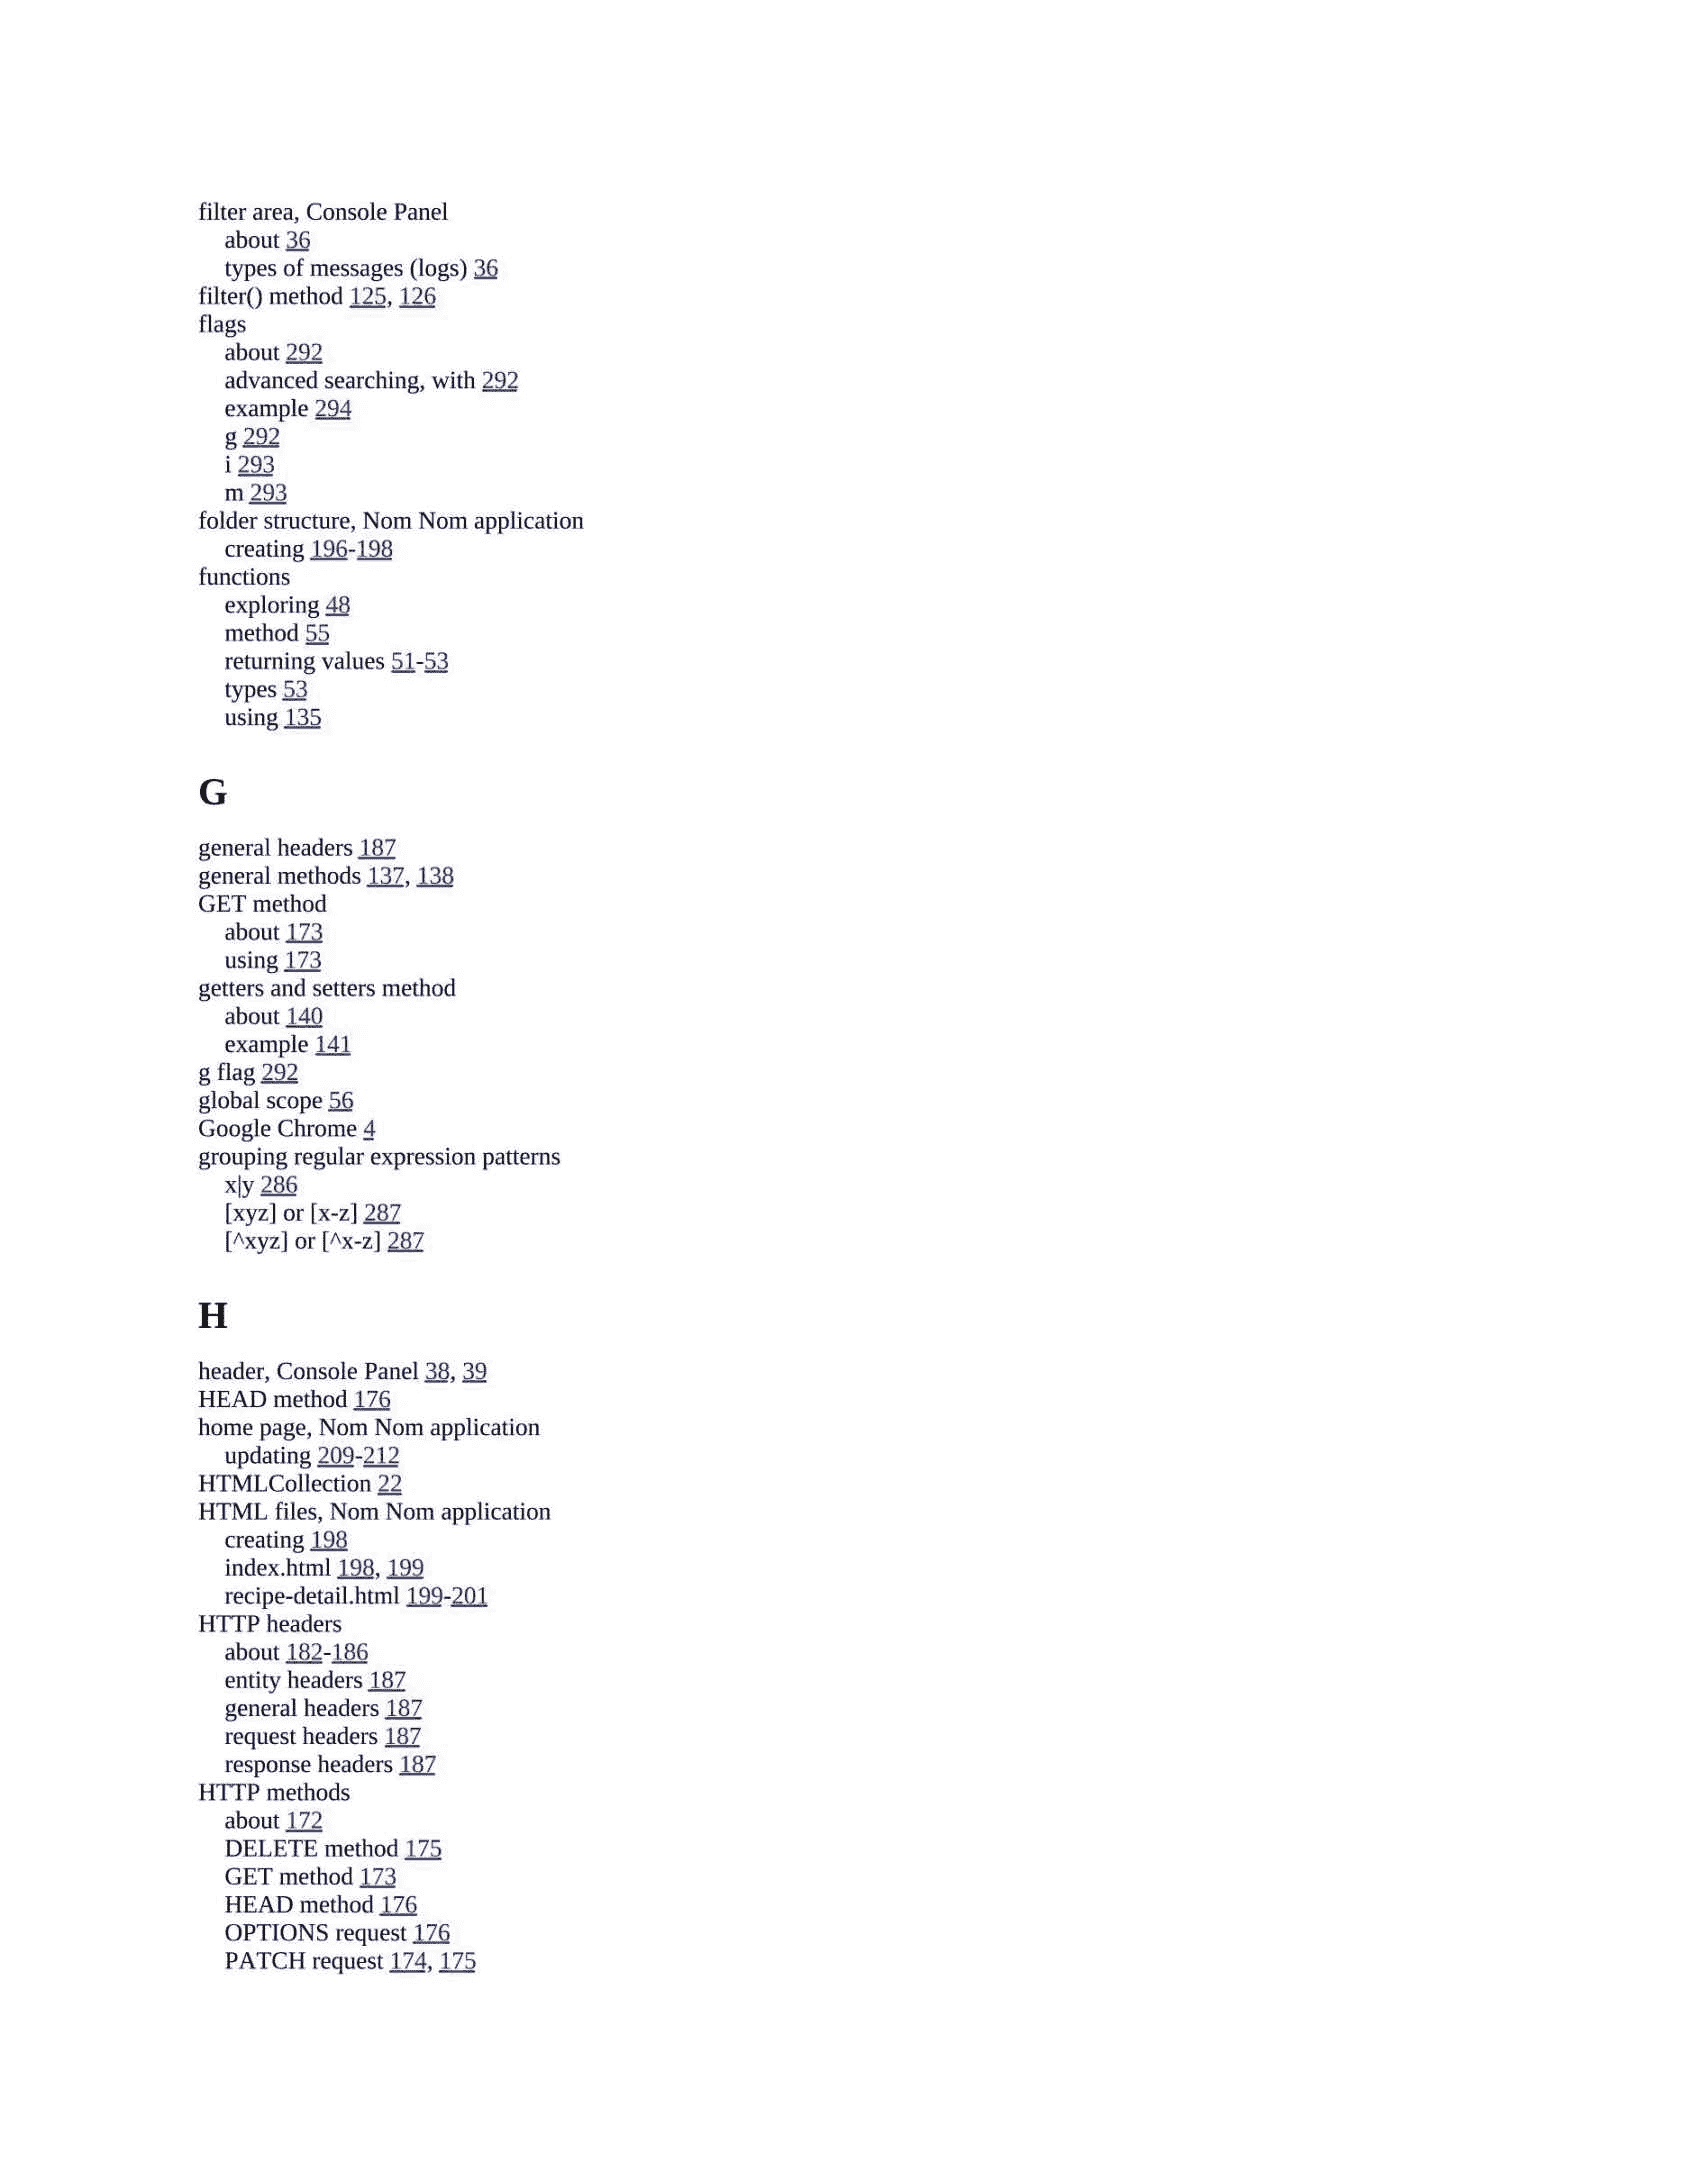 filter area, Console Panel
about 36
types of messages (logs) 36
filter() method 125, 126
flags
about 292
advanced searching, with 292
example 294
g 292
i 293
m 293
folder structure, Nom Nom application
creating 196-198
functions
exploring 48
method 55
returning values 51-53
types 53
using 135
G
general headers 187
general methods 137, 138
GET method
about 173
using 173
getters and setters method
about 140
example 141
g flag 292
global scope 56
Google Chrome 4
grouping regular expression patterns
x|y 286
[xyz] or [x-z] 287
[^xyz] or [^x-z] 287
H
header, Console Panel 38, 39
HEAD method 176
home page, Nom Nom application
updating 209-212
HTMLCollection 22
HTML files, Nom Nom application
creating 198
index.html 198, 199
recipe-detail.html 199-201
HTTP headers
about 182-186
entity headers 187
general headers 187
request headers 187
response headers 187
HTTP methods
about 172
DELETE method 175
GET method 173
HEAD method 176
OPTIONS request 176
PATCH request 174, 175